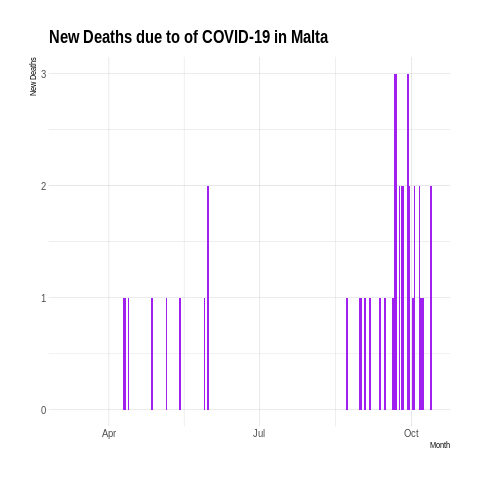 New Deaths due to of COVID-19 in Malta
New Deaths
3
2
1
0
Apr
Jul
Oct
Month